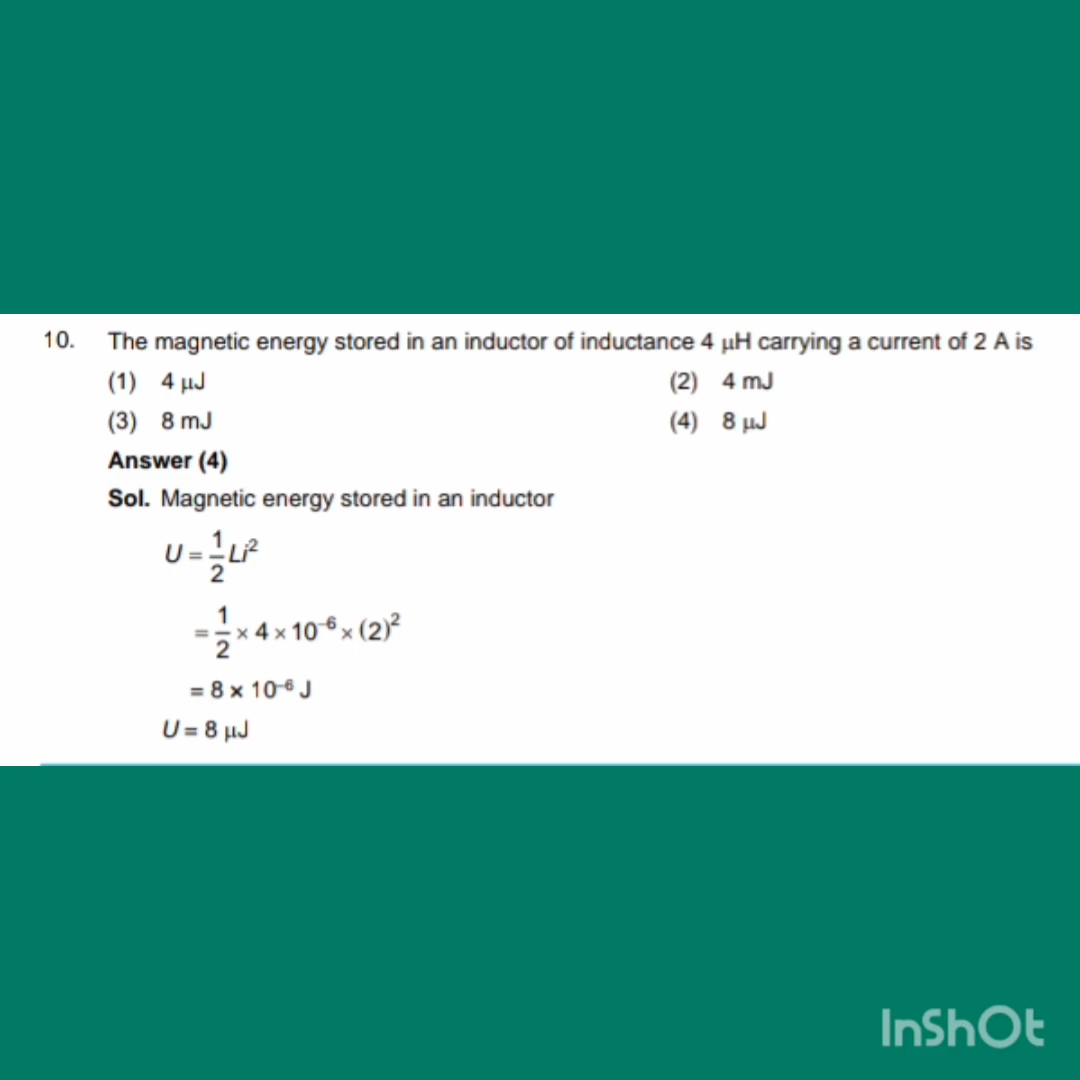 10. The magnetic energy stored in an inductor of inductance 4 μH carrying a current of 2 A is
(1) 4 μJ (2) 4 mJ
(3) 8 mJ (4) 8 μJ
Answer (4)
Sol. Magnetic energy stored in an inductor
U = 1/2 Li²
= 1/2 × 4 × 10⁻⁶ × (2)²
= 8 × 10⁻⁶ J
U = 8 μJ
InShOt